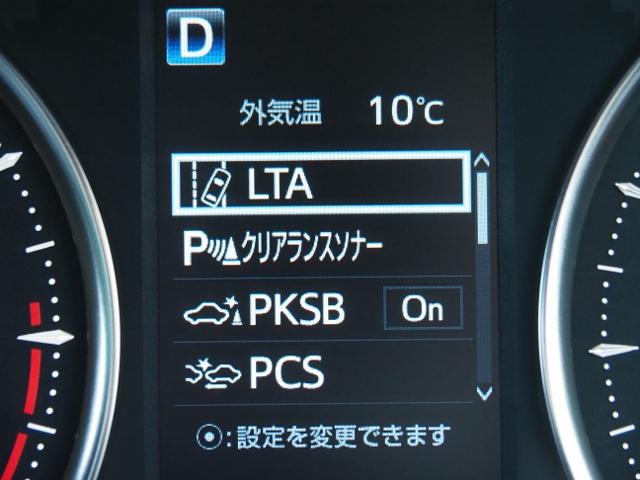 D
外気温 10℃
LTA
Pクリアランスソナー
PKSB On
PCS
⦿:設定を変更できます